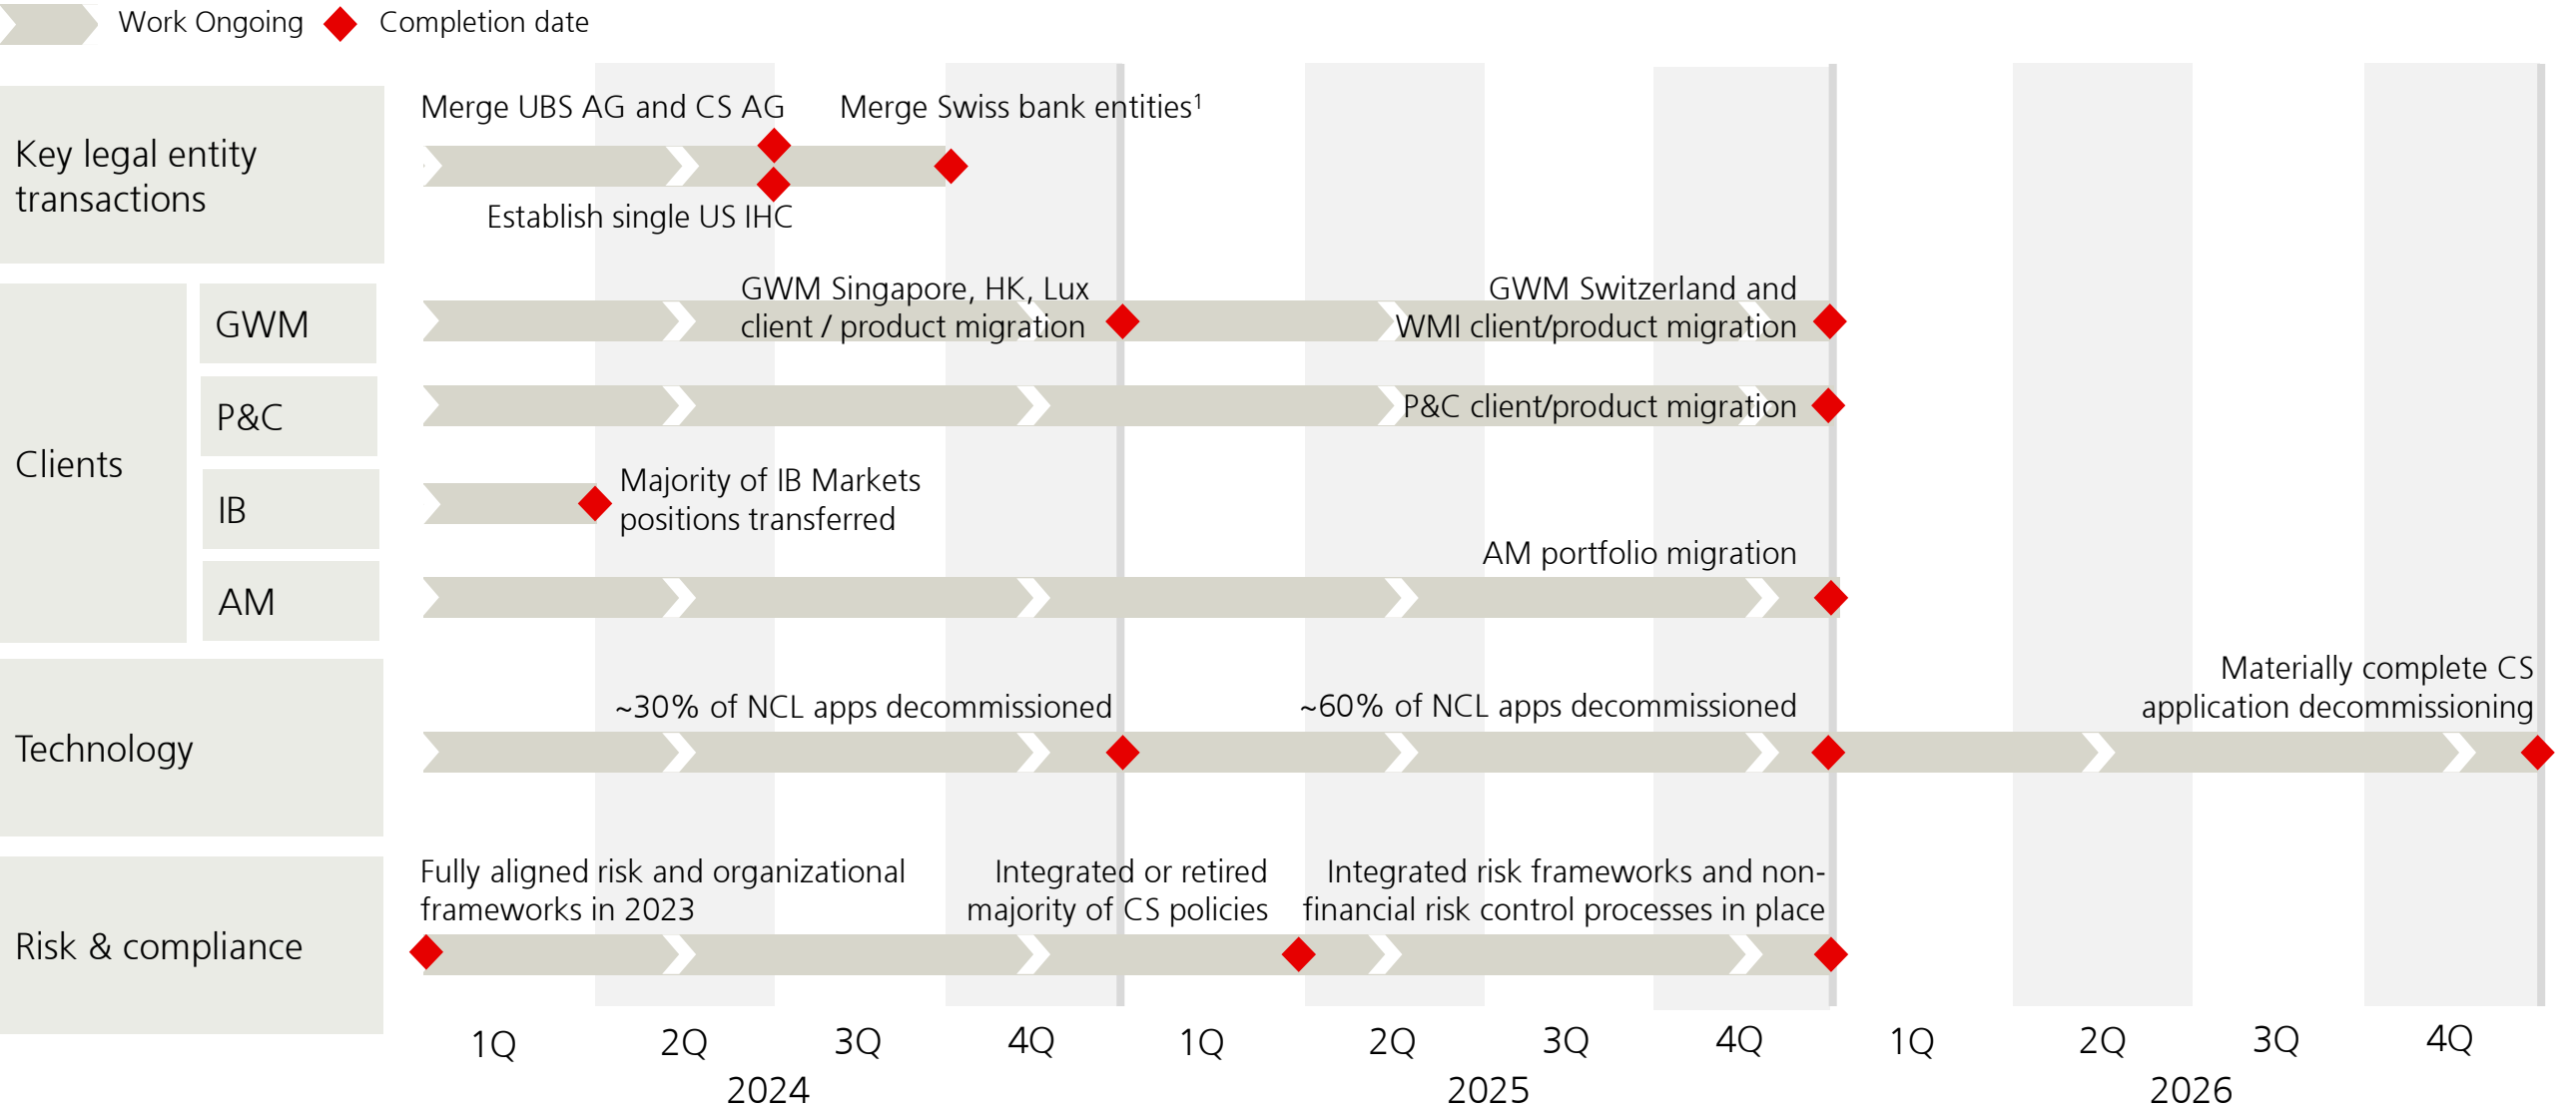 Work Ongoing
Completion date
Key legal entity
transactions
Merge UBS AG and CS AG
Merge Swiss bank entities¹
Establish single US IHC
Clients
GWM
GWM Singapore, HK, Lux
client / product migration
GWM Switzerland and
WMI client/product migration
P&C
P&C client/product migration
IB
Majority of IB Markets
positions transferred
AM
AM portfolio migration
Technology
~30% of NCL apps decommissioned
~60% of NCL apps decommissioned
Materially complete CS
application decommissioning
Risk & compliance
Fully aligned risk and organizational
frameworks in 2023
Integrated or retired
majority of CS policies
Integrated risk frameworks and non-
financial risk control processes in place
1Q
2Q
3Q
4Q
1Q
2Q
3Q
4Q
1Q
2Q
3Q
4Q
2024
2025
2026